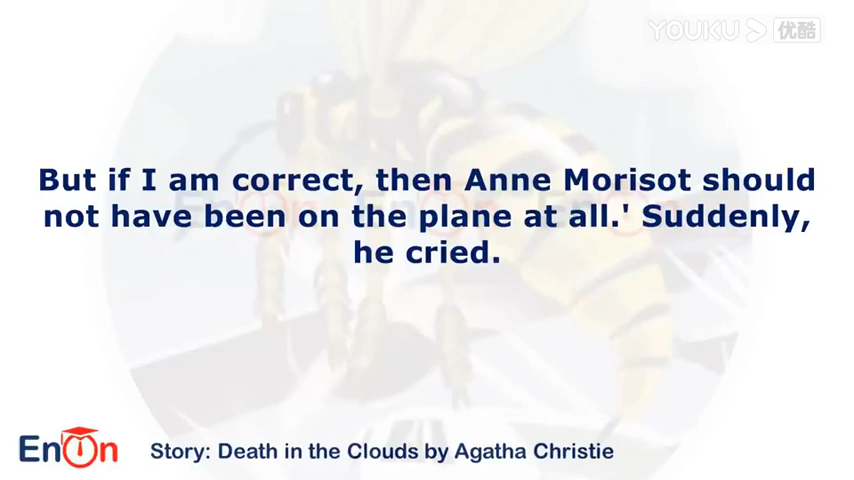 YOUKU 优酷
But if I am correct, then Anne Morisot should
not have been on the plane at all.' Suddenly,
he cried.
EnOn
Story: Death in the Clouds by Agatha Christie